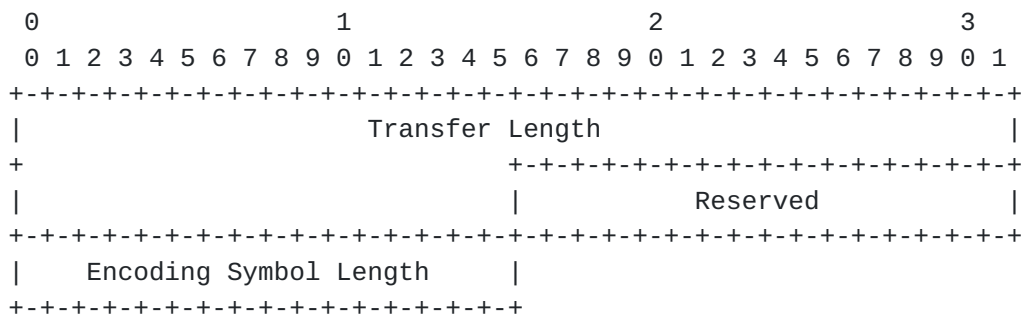 0                   1                   2                   3
 0 1 2 3 4 5 6 7 8 9 0 1 2 3 4 5 6 7 8 9 0 1 2 3 4 5 6 7 8 9 0 1
+-+-+-+-+-+-+-+-+-+-+-+-+-+-+-+-+-+-+-+-+-+-+-+-+-+-+-+-+-+-+-+-+
|                      Transfer Length                          |
+                               +-+-+-+-+-+-+-+-+-+-+-+-+-+-+-+-+
|                               |           Reserved            |
+-+-+-+-+-+-+-+-+-+-+-+-+-+-+-+-+-+-+-+-+-+-+-+-+-+-+-+-+-+-+-+-+
|    Encoding Symbol Length     |
+-+-+-+-+-+-+-+-+-+-+-+-+-+-+-+-+